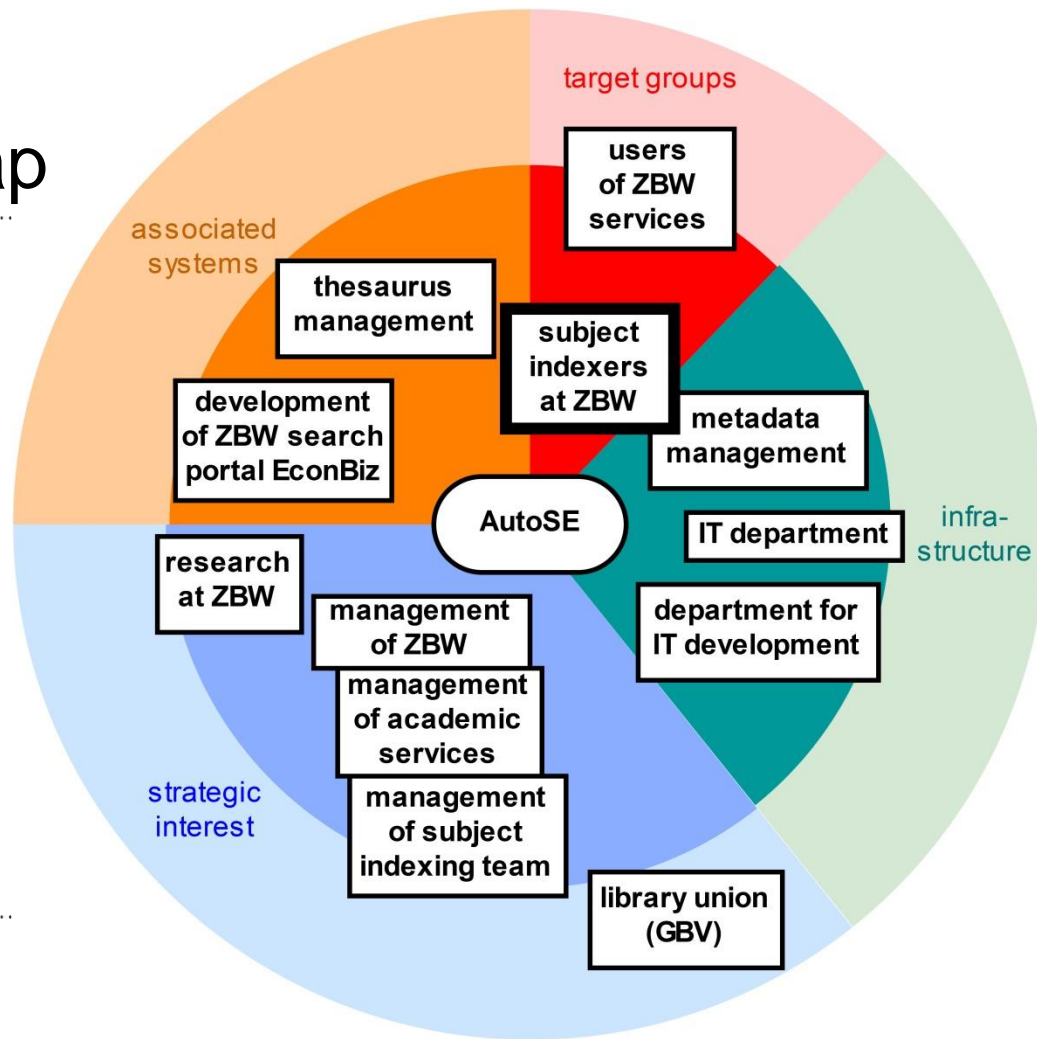 ap
target groups
users
of ZBW
services
associated
systems
thesaurus
management
subject
indexers
at ZBW
development
of ZBW search
portal EconBiz
metadata
management
AutoSE
IT department
infra-
structure
research
at ZBW
management
of ZBW
department for
IT development
management
of academic
services
strategic
interest
management
of subject
indexing team
library union
(GBV)